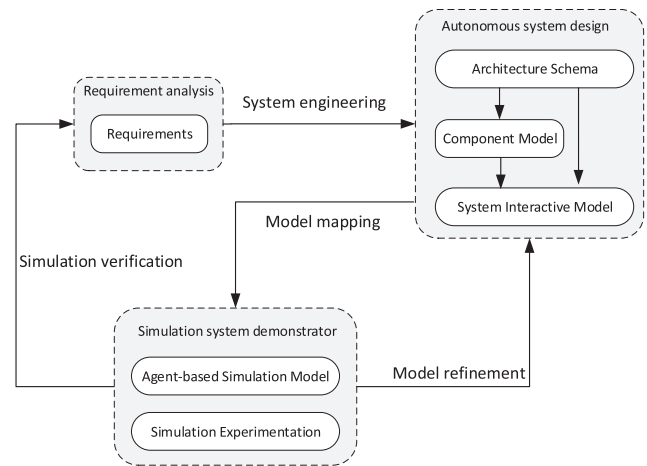 Autonomous system design
Architecture Schema
Component Model
System Interactive Model
Requirement analysis
Requirements
System engineering
Model mapping
Simulation verification
Simulation system demonstrator
Agent-based Simulation Model
Simulation Experimentation
Model refinement